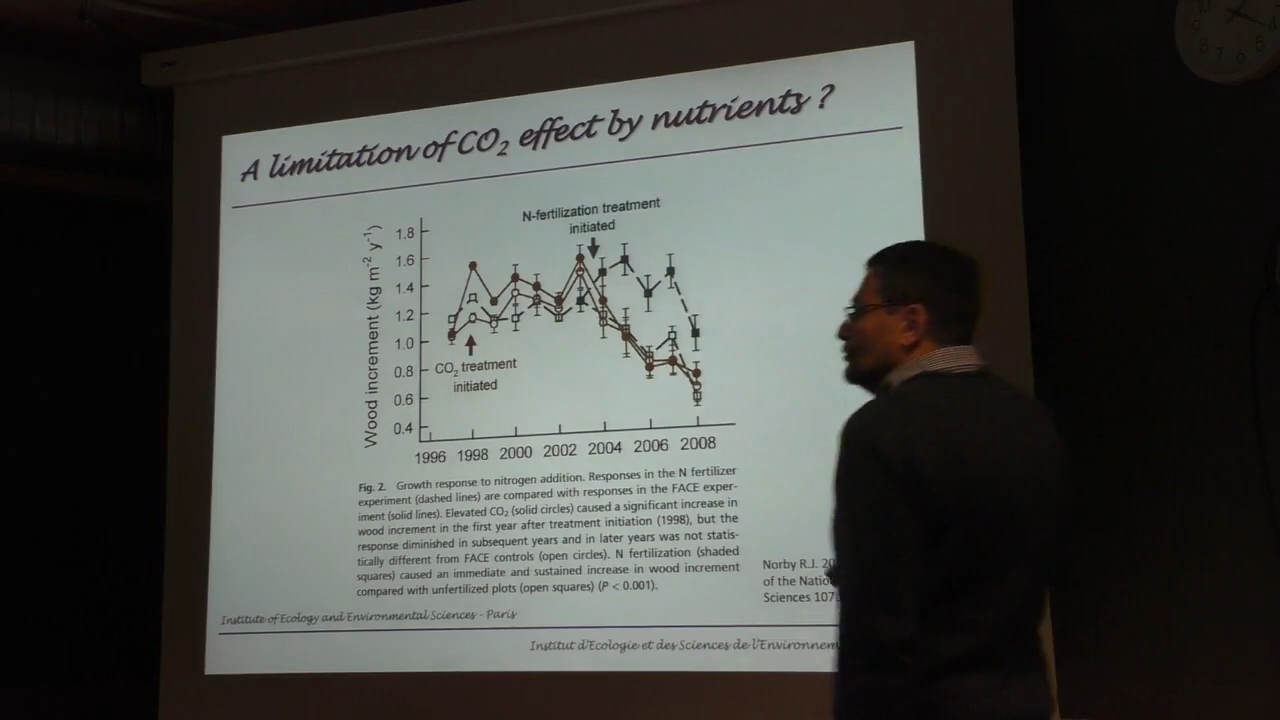 A limitation of CO₂ effect by nutrients ?
N-fertilization treatment
initiated
Wood increment (kg m⁻² y⁻¹)
1.8
1.6
1.4
1.2
1.0
0.8
0.6
0.4
CO₂ treatment
initiated
1996 1998 2000 2002 2004 2006 2008
Fig. 2. Growth response to nitrogen addition. Responses in the N fertilizer
experiment (dashed lines) are compared with responses in the FACE exper-
iment (solid lines). Elevated CO₂ (solid circles) caused a significant increase in
wood increment in the first year after treatment initiation (1998), but the
response diminished in subsequent years and in later years was not statis-
tically different from FACE controls (open circles). N fertilization (shaded
squares) caused an immediate and sustained increase in wood increment
compared with unfertilized plots (open squares) (P < 0.001).
Norby R.J. 20
of the Natio
Sciences 107
Institute of Ecology and Environmental Sciences - Paris
Institut d'Ecologie et des Sciences de l'Environnem